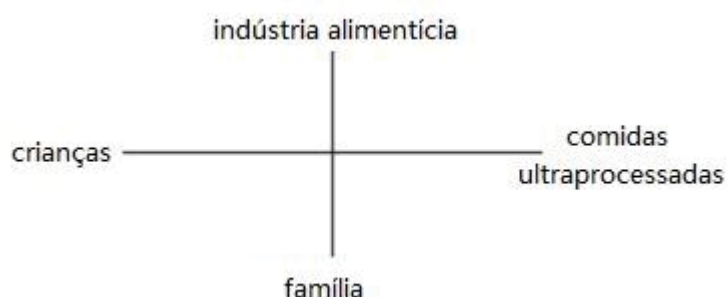 indústria alimentícia
crianças
comidas
ultraprocessadas
família